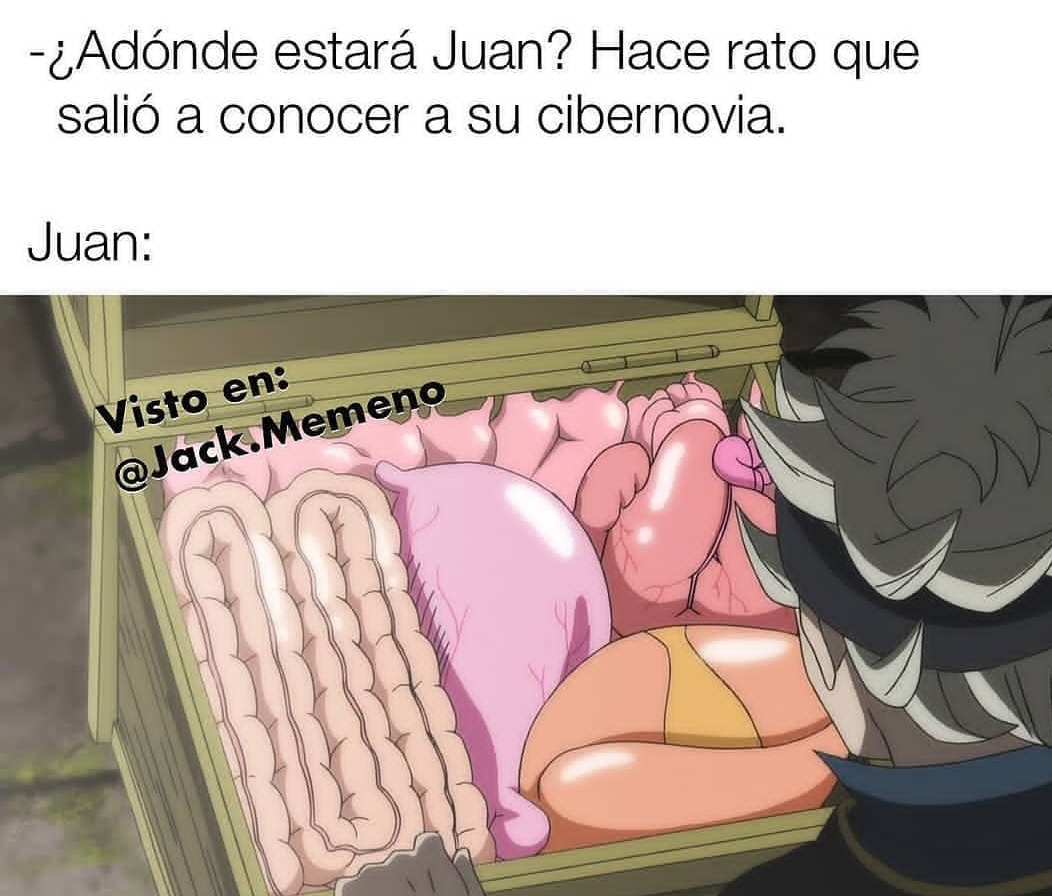 -¿Adónde estará Juan? Hace rato que
salió a conocer a su cibernovia.
Juan:
Visto en:
@Jack.Memeno